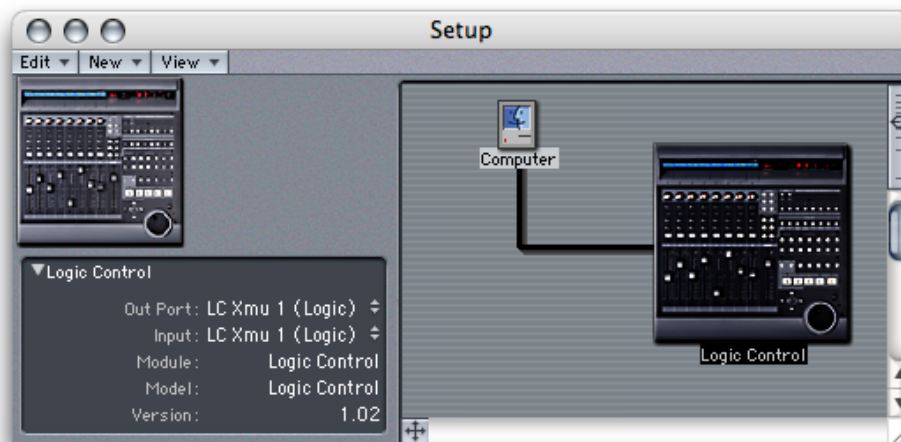 Setup
Edit New View
Computer
Logic Control
Logic Control
Out Port: LC Xmu 1 (Logic)
Input: LC Xmu 1 (Logic)
Module: Logic Control
Model: Logic Control
Version: 1.02